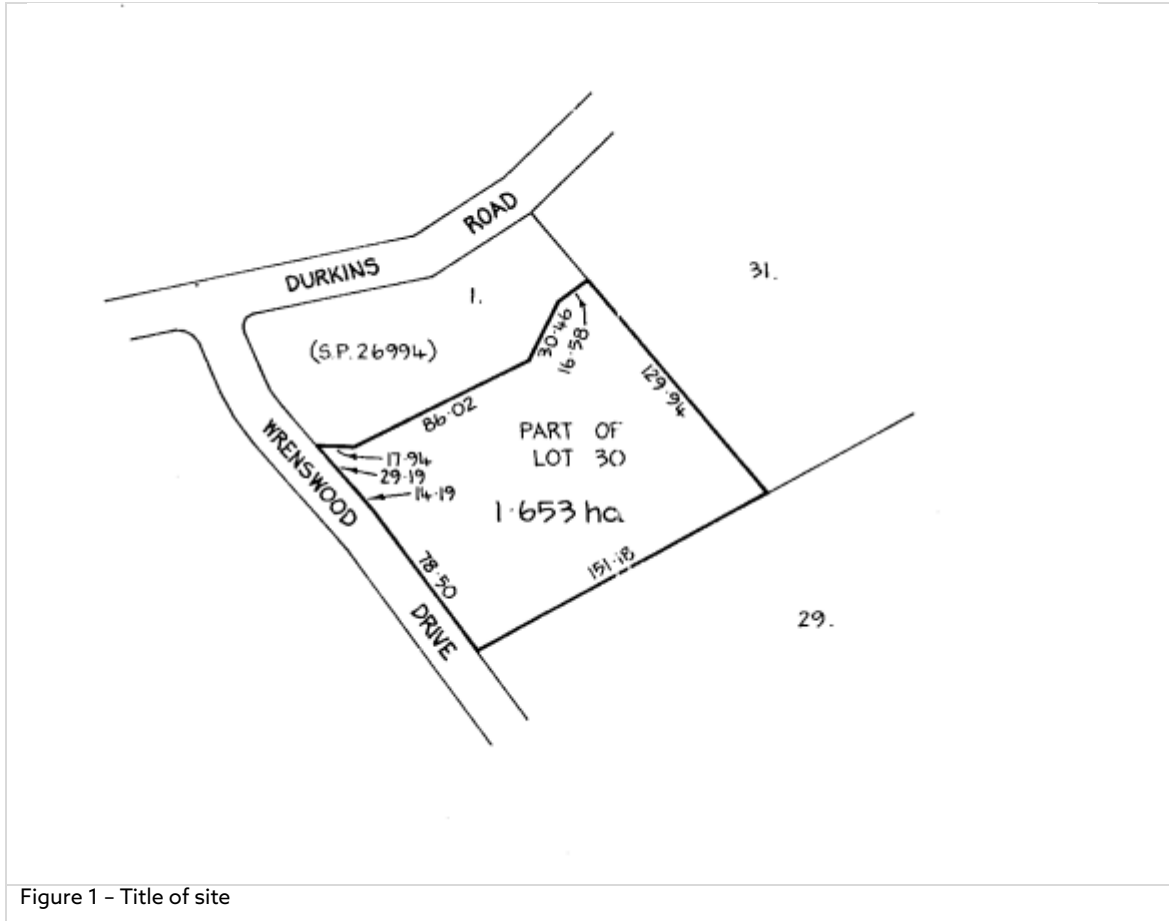 DURKINS ROAD
31.
1.
(S.P. 26994)
30·46
16·58
129·94
86·02
PART OF
LOT 30
WRENSWOOD DRIVE
17·94
29·19
14·19
1·653 ha
151·18
78·50
29.
Figure 1 – Title of site